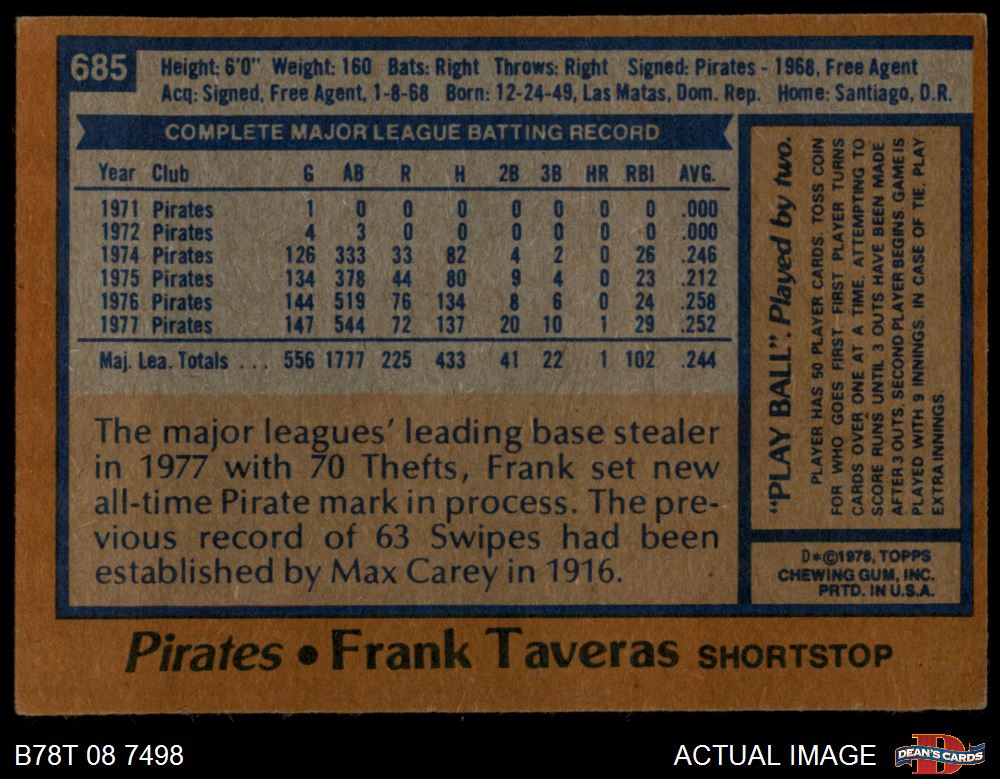 685
Height: 6'0" Weight: 160 Bats: Right Throws: Right Signed: Pirates - 1968, Free Agent
Acq: Signed, Free Agent, 1-8-68 Born: 12-24-49, Las Matas, Dom. Rep. Home: Santiago, D.R.
COMPLETE MAJOR LEAGUE BATTING RECORD
Year Club G AB R H 2B 3B HR RBI AVG.
1971 Pirates 1 0 0 0 0 0 0 0 .000
1972 Pirates 4 3 0 0 0 0 0 0 .000
1974 Pirates 126 333 33 82 4 2 0 26 .246
1975 Pirates 134 378 44 80 9 4 0 23 .212
1976 Pirates 144 519 76 134 8 6 0 24 .258
1977 Pirates 147 544 72 137 20 10 1 29 .252
Maj. Lea. Totals ... 556 1777 225 433 41 22 1 102 .244
The major leagues' leading base stealer
in 1977 with 70 Thefts, Frank set new
all-time Pirate mark in process. The pre-
vious record of 63 Swipes had been
established by Max Carey in 1916.
"PLAY BALL". Played by two.
PLAYER HAS 50 PLAYER CARDS. TOSS COIN
FOR WHO GOES FIRST. FIRST PLAYER TURNS
CARDS OVER ONE AT A TIME, ATTEMPTING TO
SCORE RUNS UNTIL 3 OUTS HAVE BEEN MADE.
AFTER 3 OUTS, SECOND PLAYER BEGINS. GAME IS
PLAYED WITH 9 INNINGS. IN CASE OF TIE, PLAY
EXTRA INNINGS
D*©1978, TOPPS
CHEWING GUM, INC.
PRTD. IN U.S.A.
Pirates • Frank Taveras SHORTSTOP
B78T 08 7498
ACTUAL IMAGE
D
DEAN'S CARDS